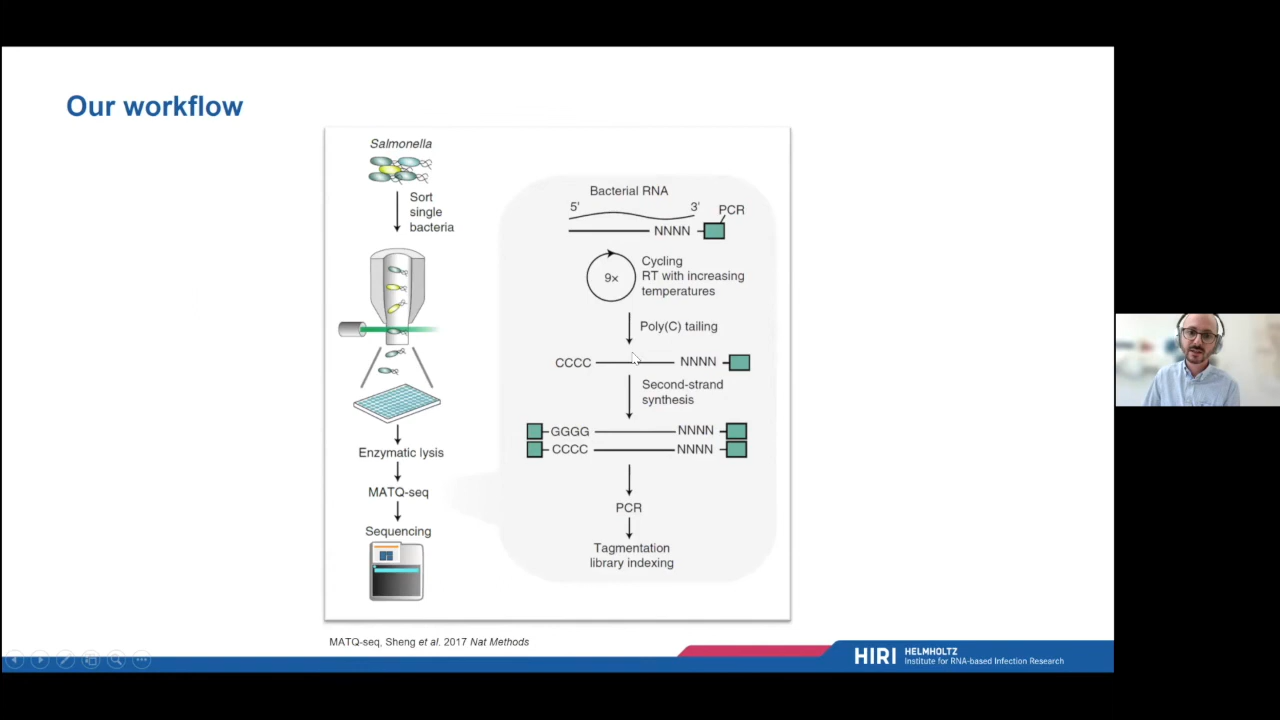 Our workflow
Salmonella
Sort
single
bacteria
Enzymatic lysis
MATQ-seq
Sequencing
Bacterial RNA
5' 3' PCR
NNNN
9x
Cycling
RT with increasing
temperatures
Poly(C) tailing
CCCC NNNN
Second-strand
synthesis
GGGG NNNN
CCCC NNNN
PCR
Tagmentation
library indexing
MATQ-seq, Sheng et al. 2017 Nat Methods
HIRI HELMHOLTZ
Institute for RNA-based Infection Research